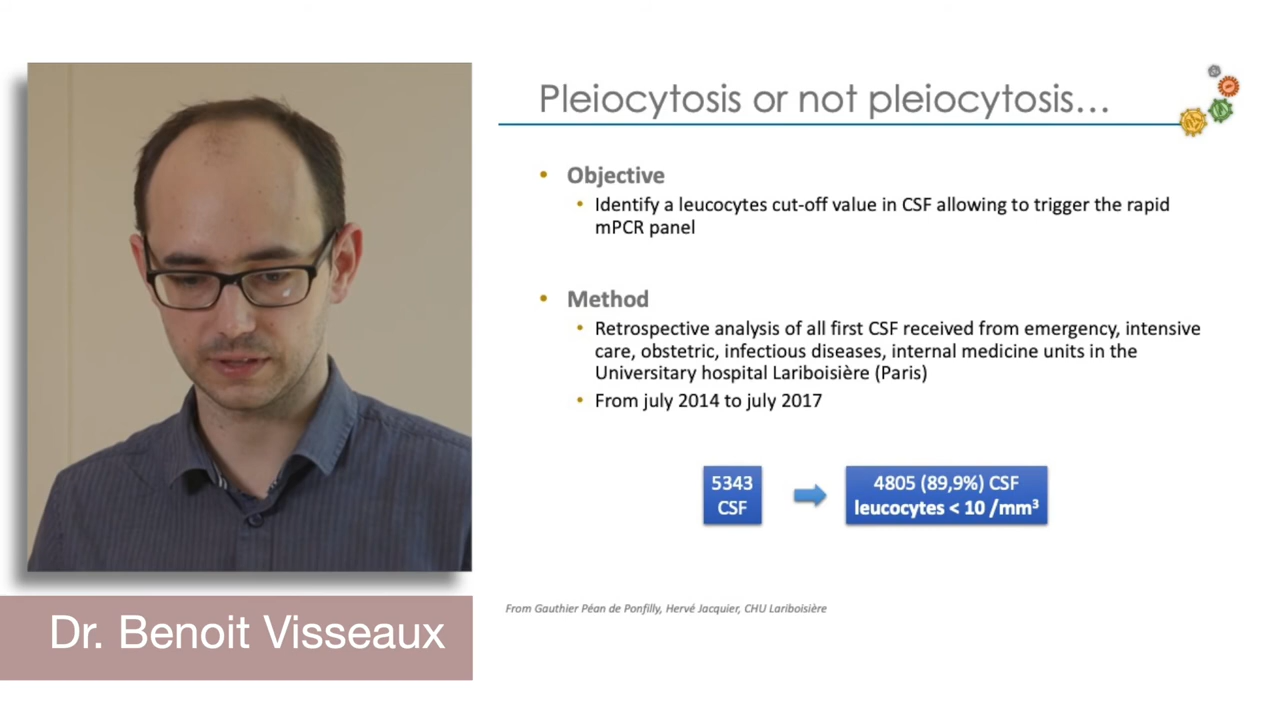 Pleiocytosis or not pleiocytosis…
• Objective
• Identify a leucocytes cut-off value in CSF allowing to trigger the rapid
mPCR panel
• Method
• Retrospective analysis of all first CSF received from emergency, intensive
care, obstetric, infectious diseases, internal medicine units in the
Universitary hospital Lariboisière (Paris)
• From july 2014 to july 2017
5343
CSF
4805 (89,9%) CSF
leucocytes < 10 /mm³
From Gauthier Péan de Ponfilly, Hervé Jacquier, CHU Lariboisière
Dr. Benoit Visseaux